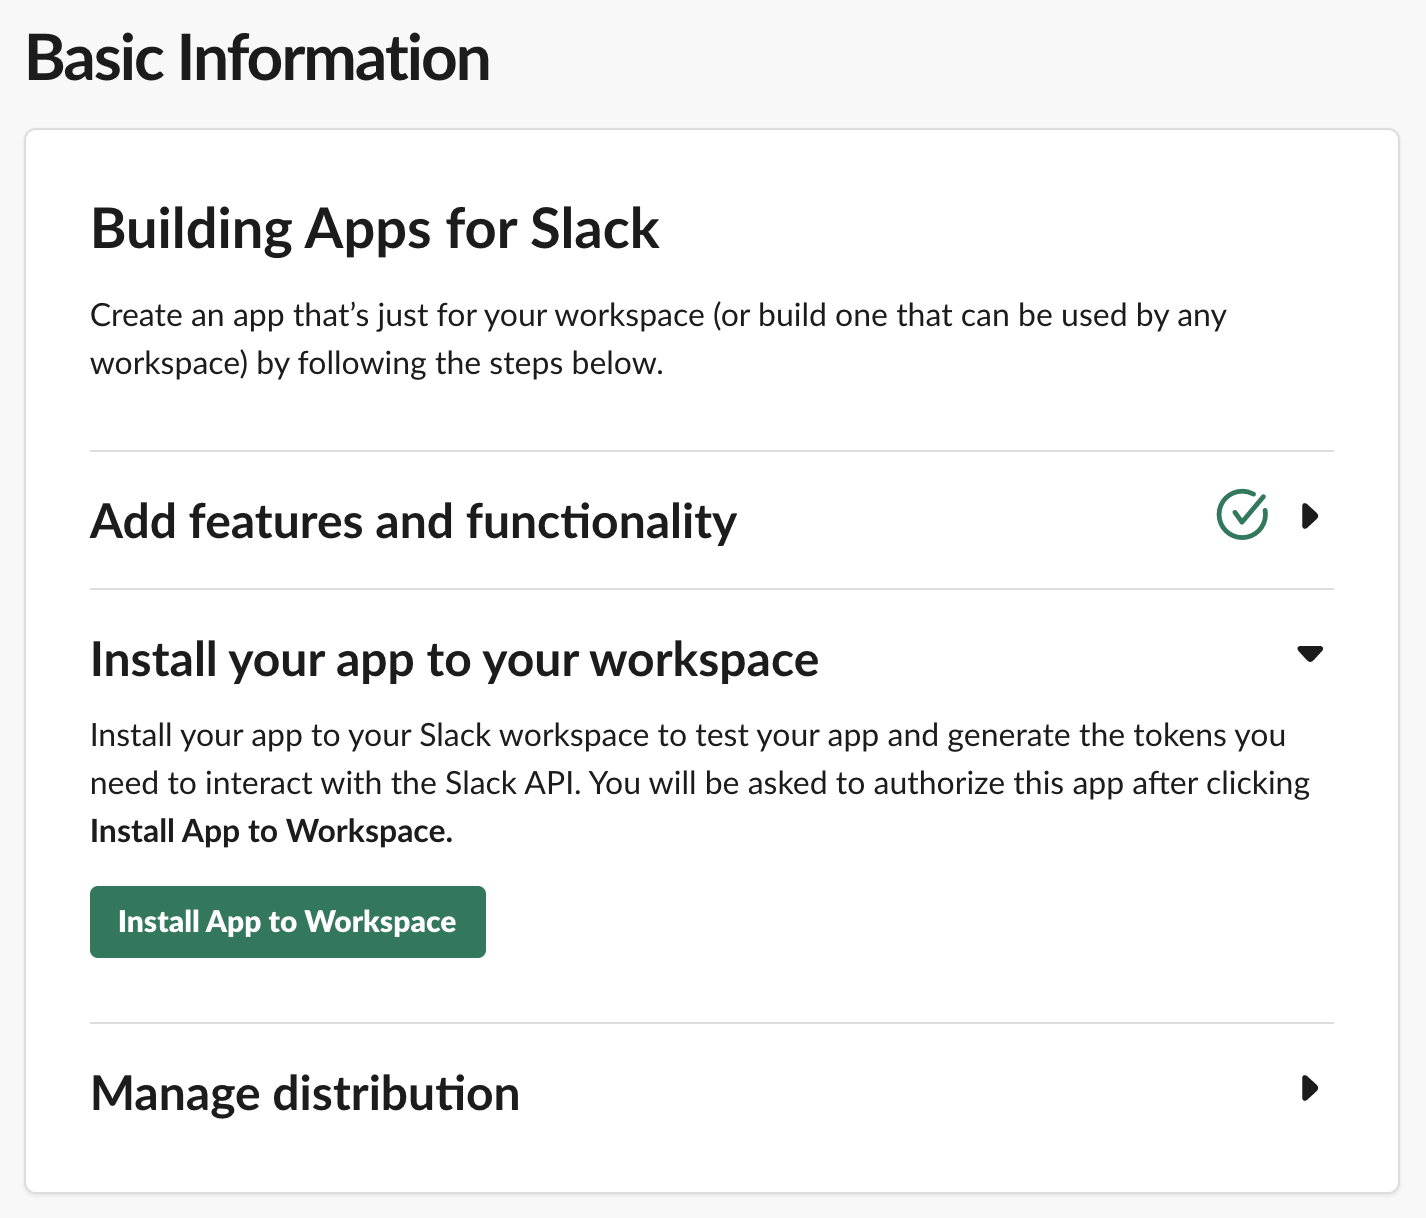 Basic Information
Building Apps for Slack
Create an app that’s just for your workspace (or build one that can be used by any
workspace) by following the steps below.
Add features and functionality
Install your app to your workspace
Install your app to your Slack workspace to test your app and generate the tokens you
need to interact with the Slack API. You will be asked to authorize this app after clicking
Install App to Workspace.
Install App to Workspace
Manage distribution